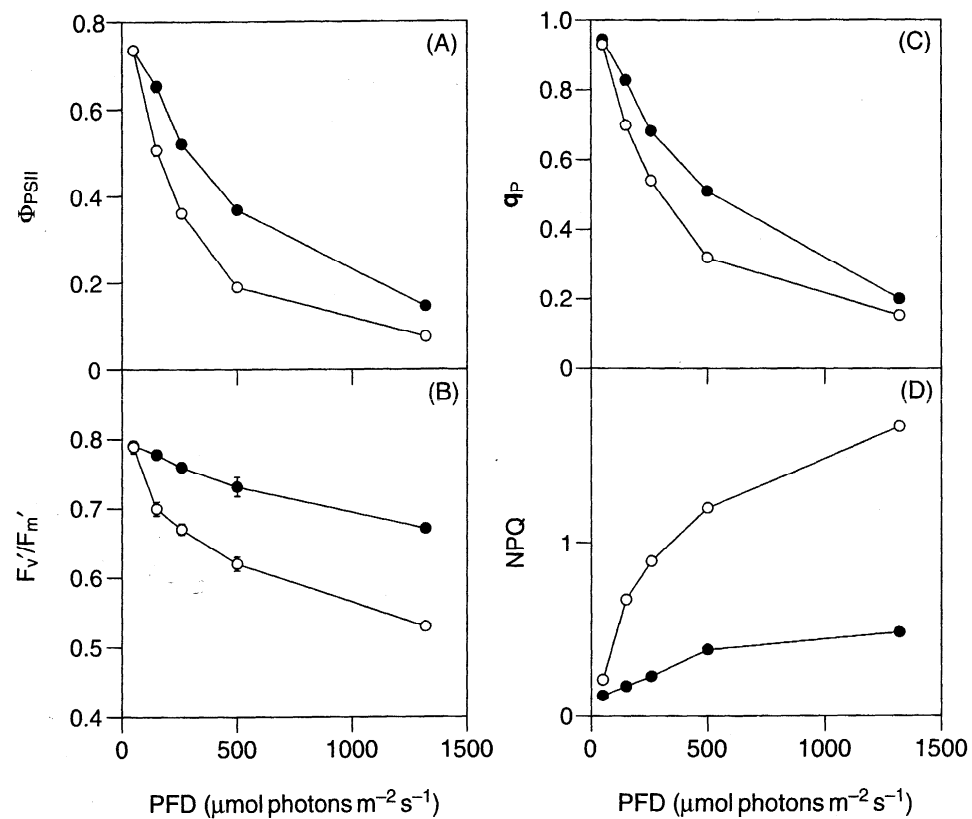 (A)
0.8
0.6
0.4
0.2
0
Φ_PSII
(C)
1.0
0.8
0.6
0.4
0.2
0
q_P
(B)
0.8
0.7
0.6
0.5
0.4
F_v′/F_m′
0 500 1000 1500
PFD (μmol photons m⁻² s⁻¹)
(D)
1
0
NPQ
0 500 1000 1500
PFD (μmol photons m⁻² s⁻¹)